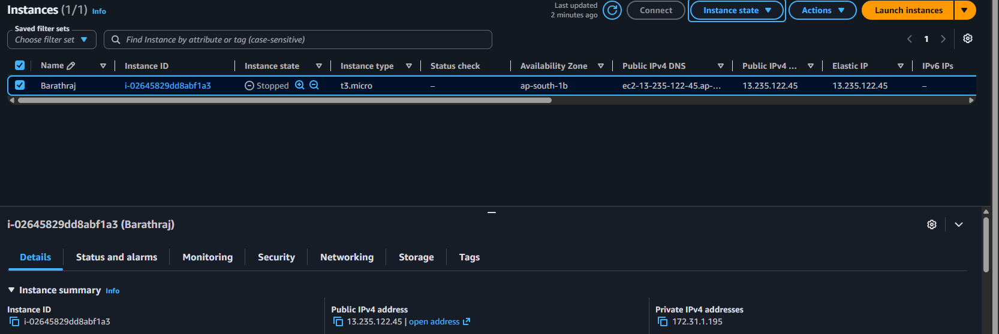 Instances (1/1) Info
Last updated
2 minutes ago
Connect
Instance state
Actions
Launch instances
Saved filter sets
Choose filter set
Find Instance by attribute or tag (case-sensitive)
1
Name Instance ID Instance state Instance type Status check Availability Zone Public IPv4 DNS Public IPv4 ... Elastic IP IPv6 IPs
Barathraj i-02645829dd8abf1a3 Stopped t3.micro – ap-south-1b ec2-13-235-122-45.ap-... 13.235.122.45 13.235.122.45 –
i-02645829dd8abf1a3 (Barathraj)
Details Status and alarms Monitoring Security Networking Storage Tags
Instance summary Info
Instance ID Public IPv4 address Private IPv4 addresses
i-02645829dd8abf1a3 13.235.122.45 | open address 172.31.1.195